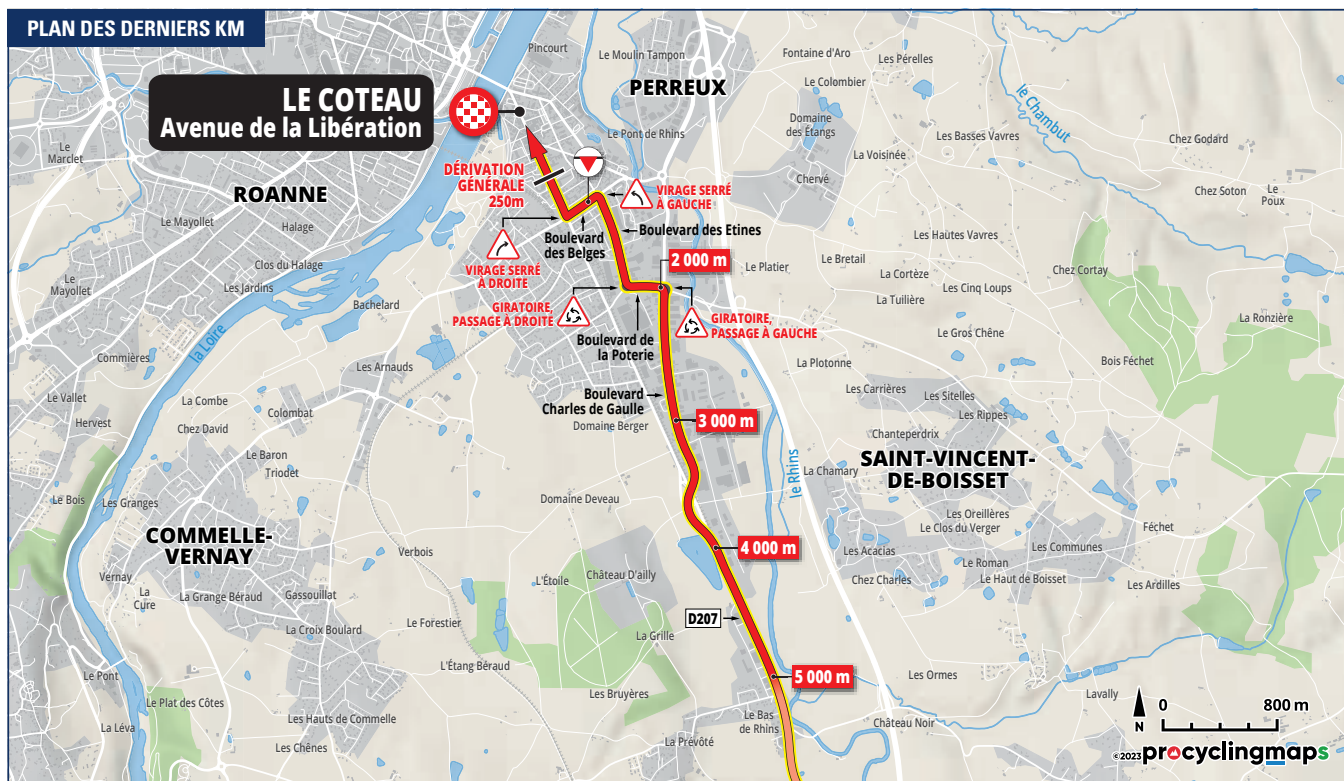 PLAN DES DERNIERS KM
LE COTEAU
Avenue de la Libération
Pincourt
Le Moulin Tampon
PERREUX
Fontaine d'Aro
Les Pérelles
Le Colombier
le Chambut
Domaine
des Étangs
Le Pont de Rhins
Les Basses Vavres
Chez Godard
La Voisinée
Le
Marclet
DÉRIVATION
GÉNÉRALE
250m
Chervé
Chez Soton
Le
Poux
ROANNE
VIRAGE SERRÉ
À GAUCHE
Le Mayollet
Halage
Boulevard des Etines
Boulevard
des Belges
Les Hautes Vavres
Clos du Halage
VIRAGE SERRÉ
À DROITE
2 000 m
Le Platier
Le Bretail
La Cortèze
Chez Cortay
Le
Mayollet
Les Jardins
Bachelard
GIRATOIRE,
PASSAGE À DROITE
La Tuilière
Les Cinq Loups
GIRATOIRE,
PASSAGE À GAUCHE
La Ronzière
la Loire
Le Gros Chêne
Boulevard de
la Poterie
Commières
Les Arnauds
La Plotonne
Bois Féchet
Le Vallet
La Combe
Colombat
Boulevard
Charles de Gaulle
Les Carrières
Les Sitelles
Hervest
Chez David
Domaine Berger
3 000 m
Les Rippes
Chanteperdrix
Le Baron
Triodet
SAINT-VINCENT-
DE-BOISSET
La Chamary
le Rhins
Le Bois
Les Granges
Domaine Deveau
Les Oreillères
Le Clos du Verger
Féchet
COMMELLE-
VERNAY
Verbois
4 000 m
Les Acacias
Les Communes
Le Roman
Vernay
La
Cure
L'Étoile
Château D'ailly
Chez Charles
Le Haut de Boisset
Les Ardilles
La Grange Béraud
Gassouillat
La Croix Boulard
Le Forestier
La Grille
D207
L'Étang Béraud
Le Pont
Les Bruyères
5 000 m
Les Ormes
Lavally
Le Plat des Côtes
Les Hauts de Commelle
Le Bas
de Rhins
Château Noir
La Léva
Les Chênes
La Prévôté
N
0
800 m
©2023 procyclingmaps